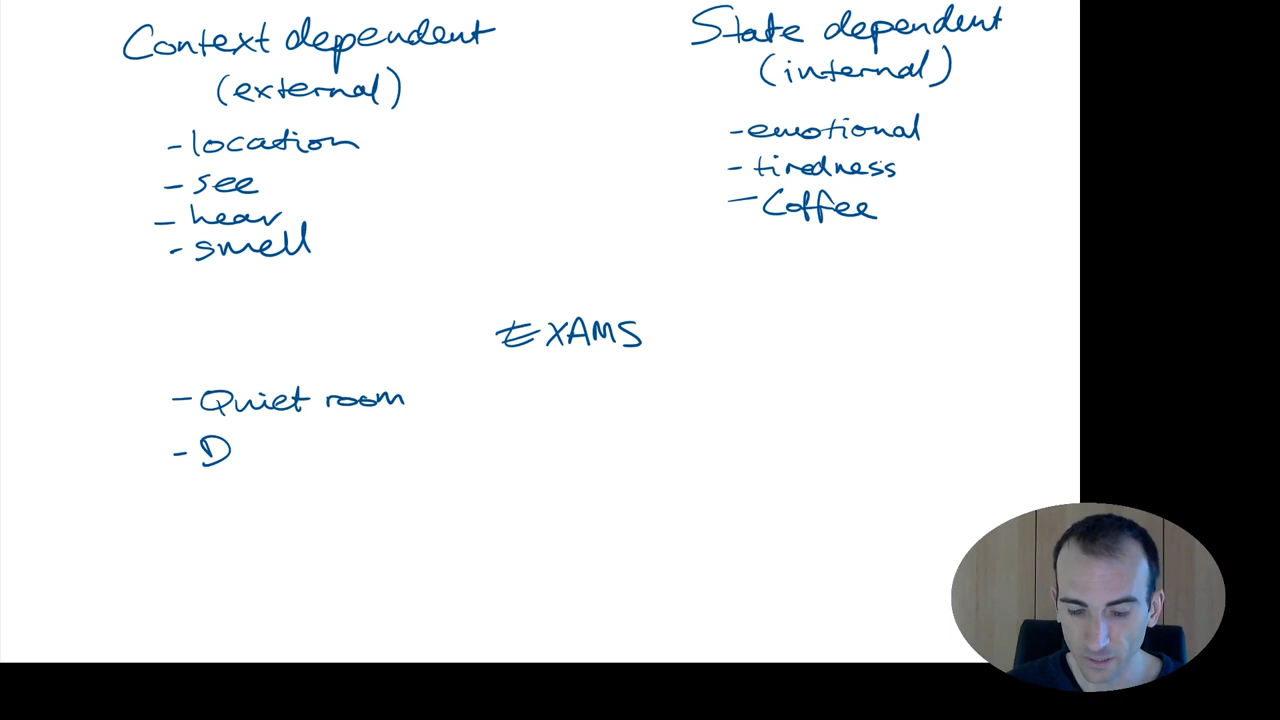 Context dependent
(external)
- location
- see
- hear
- smell
State dependent
(internal)
- emotional
- tiredness
- Coffee
EXAMS
- Quiet room
- D